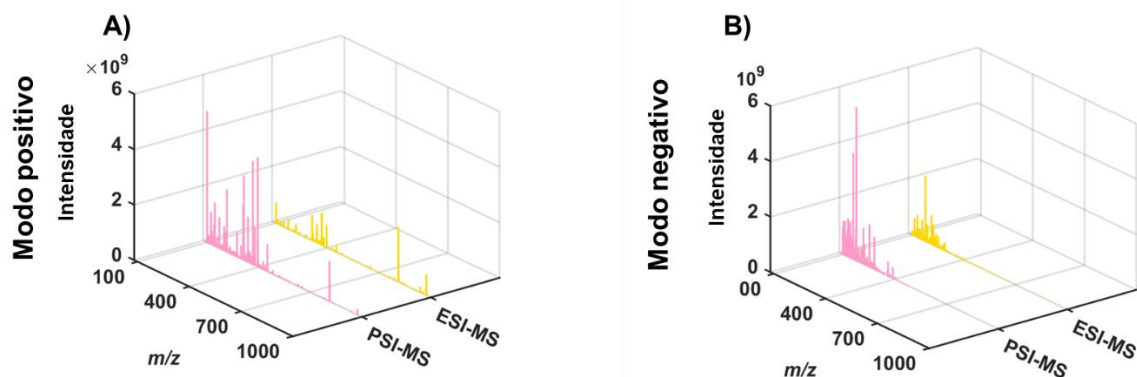 A)
Modo positivo
Intensidade
×10⁹
6
4
2
0
100
400
700
1000
m/z
PSI-MS
ESI-MS
B)
Modo negativo
Intensidade
10⁹
6
4
2
0
00
400
700
1000
m/z
PSI-MS
ESI-MS